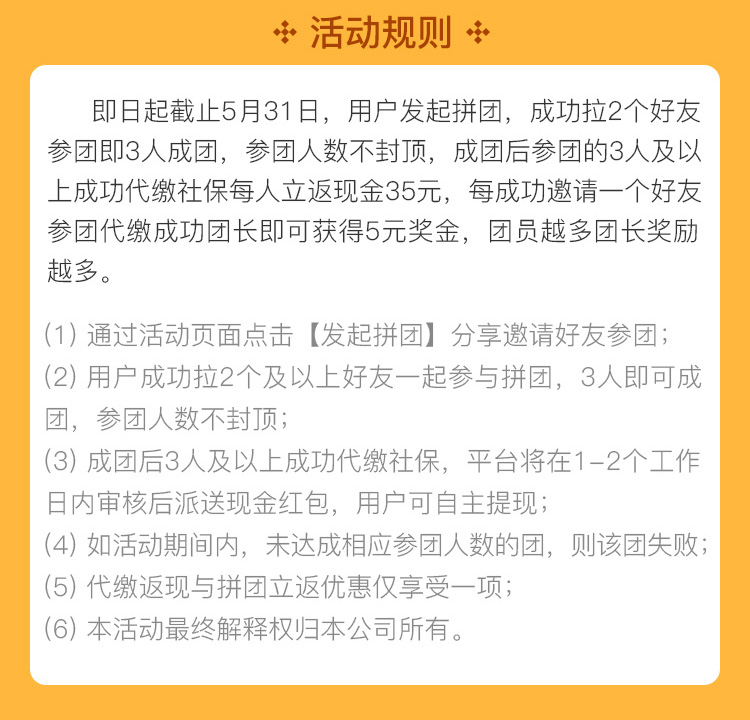 活动规则
即日起截止5月31日，用户发起拼团，成功拉2个好友
参团即3人成团，参团人数不封顶，成团后参团的3人及以
上成功代缴社保每人立返现金35元，每成功邀请一个好友
参团代缴成功团长即可获得5元奖金，团员越多团长奖励
越多。
(1) 通过活动页面点击【发起拼团】分享邀请好友参团；
(2) 用户成功拉2个及以上好友一起参与拼团，3人即可成
团，参团人数不封顶；
(3) 成团后3人及以上成功代缴社保，平台将在1-2个工作
日内审核后派送现金红包，用户可自主提现；
(4) 如活动期间内，未达成相应参团人数的团，则该团失败；
(5) 代缴返现与拼团立返优惠仅享受一项；
(6) 本活动最终解释权归本公司所有。